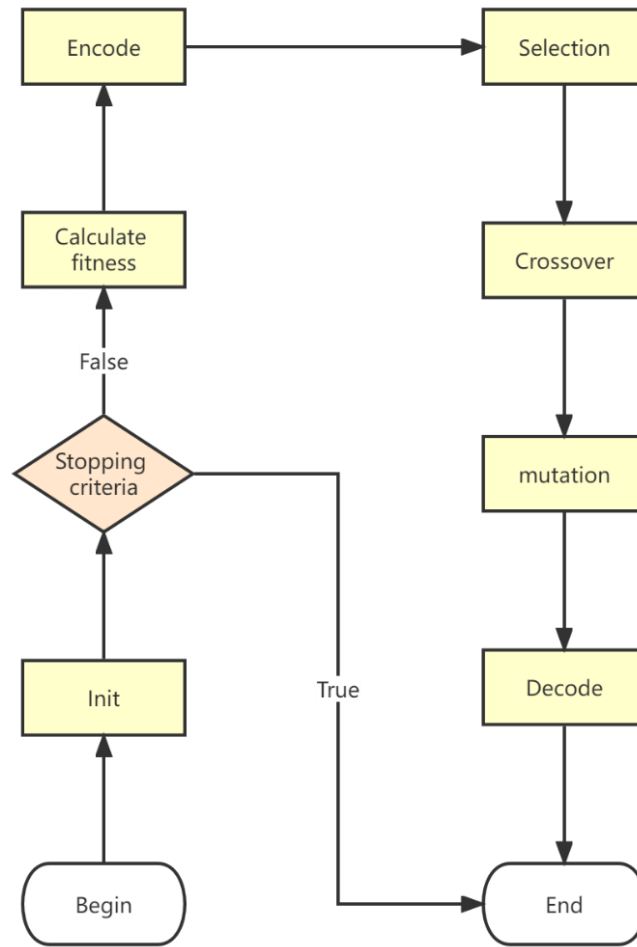 Encode
Selection
Calculate
fitness
Crossover
False
Stopping
criteria
mutation
Init
True
Decode
Begin
End